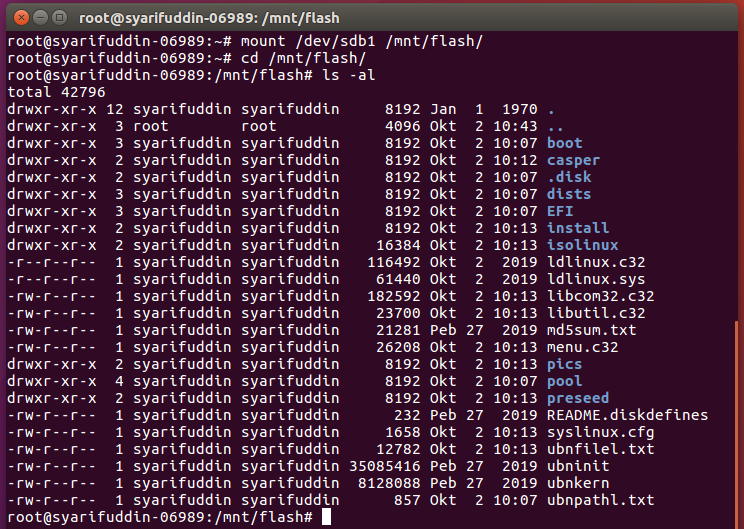 root@syarifuddin-06989: /mnt/flash
root@syarifuddin-06989:~# mount /dev/sdb1 /mnt/flash/
root@syarifuddin-06989:~# cd /mnt/flash/
root@syarifuddin-06989:/mnt/flash# ls -al
total 42796
drwxr-xr-x 12 syarifuddin syarifuddin     8192 Jan  1  1970 .
drwxr-xr-x  3 root        root            4096 Okt  2 10:43 ..
drwxr-xr-x  3 syarifuddin syarifuddin     8192 Okt  2 10:07 boot
drwxr-xr-x  2 syarifuddin syarifuddin     8192 Okt  2 10:12 casper
drwxr-xr-x  2 syarifuddin syarifuddin     8192 Okt  2 10:07 .disk
drwxr-xr-x  3 syarifuddin syarifuddin     8192 Okt  2 10:07 dists
drwxr-xr-x  3 syarifuddin syarifuddin     8192 Okt  2 10:07 EFI
drwxr-xr-x  2 syarifuddin syarifuddin     8192 Okt  2 10:13 install
drwxr-xr-x  2 syarifuddin syarifuddin    16384 Okt  2 10:13 isolinux
-r--r--r--  1 syarifuddin syarifuddin   116492 Okt  2  2019 ldlinux.c32
-r--r--r--  1 syarifuddin syarifuddin    61440 Okt  2  2019 ldlinux.sys
-rw-r--r--  1 syarifuddin syarifuddin   182592 Okt  2 10:13 libcom32.c32
-rw-r--r--  1 syarifuddin syarifuddin    23700 Okt  2 10:13 libutil.c32
-rw-r--r--  1 syarifuddin syarifuddin    21281 Peb 27  2019 md5sum.txt
-rw-r--r--  1 syarifuddin syarifuddin    26208 Okt  2 10:13 menu.c32
drwxr-xr-x  2 syarifuddin syarifuddin     8192 Okt  2 10:13 pics
drwxr-xr-x  4 syarifuddin syarifuddin     8192 Okt  2 10:07 pool
drwxr-xr-x  2 syarifuddin syarifuddin     8192 Okt  2 10:13 preseed
-rw-r--r--  1 syarifuddin syarifuddin      232 Peb 27  2019 README.diskdefines
-rw-r--r--  1 syarifuddin syarifuddin     1658 Okt  2 10:13 syslinux.cfg
-rw-r--r--  1 syarifuddin syarifuddin    12782 Okt  2 10:13 ubnfilel.txt
-rw-r--r--  1 syarifuddin syarifuddin 35085416 Peb 27  2019 ubninit
-rw-r--r--  1 syarifuddin syarifuddin  8128088 Peb 27  2019 ubnkern
-rw-r--r--  1 syarifuddin syarifuddin      857 Okt  2 10:07 ubnpathl.txt
root@syarifuddin-06989:/mnt/flash#